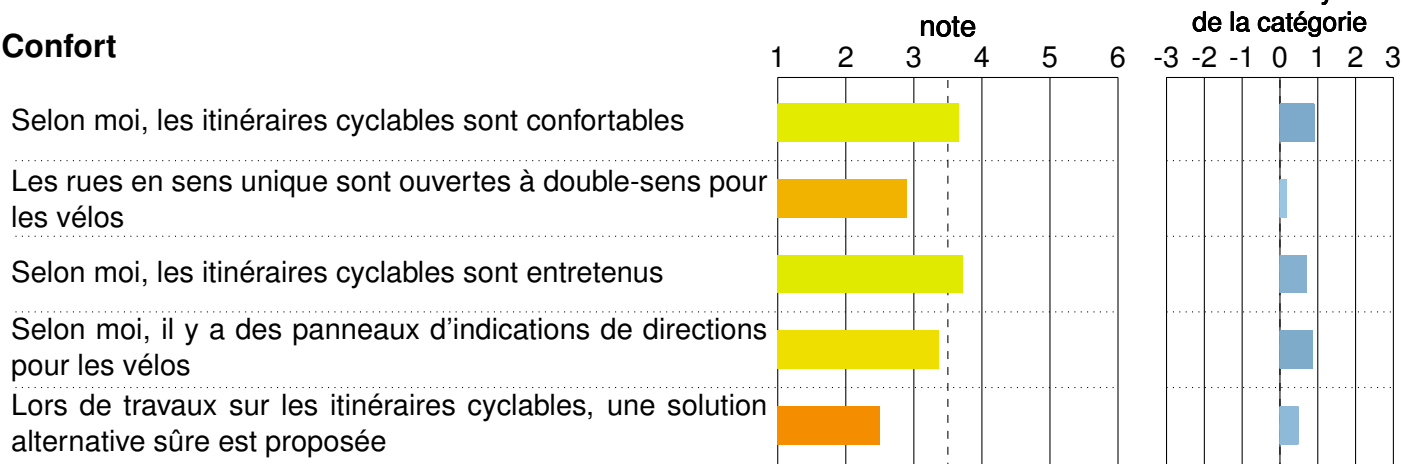 note
de la catégorie
Confort
1 2 3 4 5 6
-3 -2 -1 0 1 2 3
Selon moi, les itinéraires cyclables sont confortables
Les rues en sens unique sont ouvertes à double-sens pour
les vélos
Selon moi, les itinéraires cyclables sont entretenus
Selon moi, il y a des panneaux d'indications de directions
pour les vélos
Lors de travaux sur les itinéraires cyclables, une solution
alternative sûre est proposée